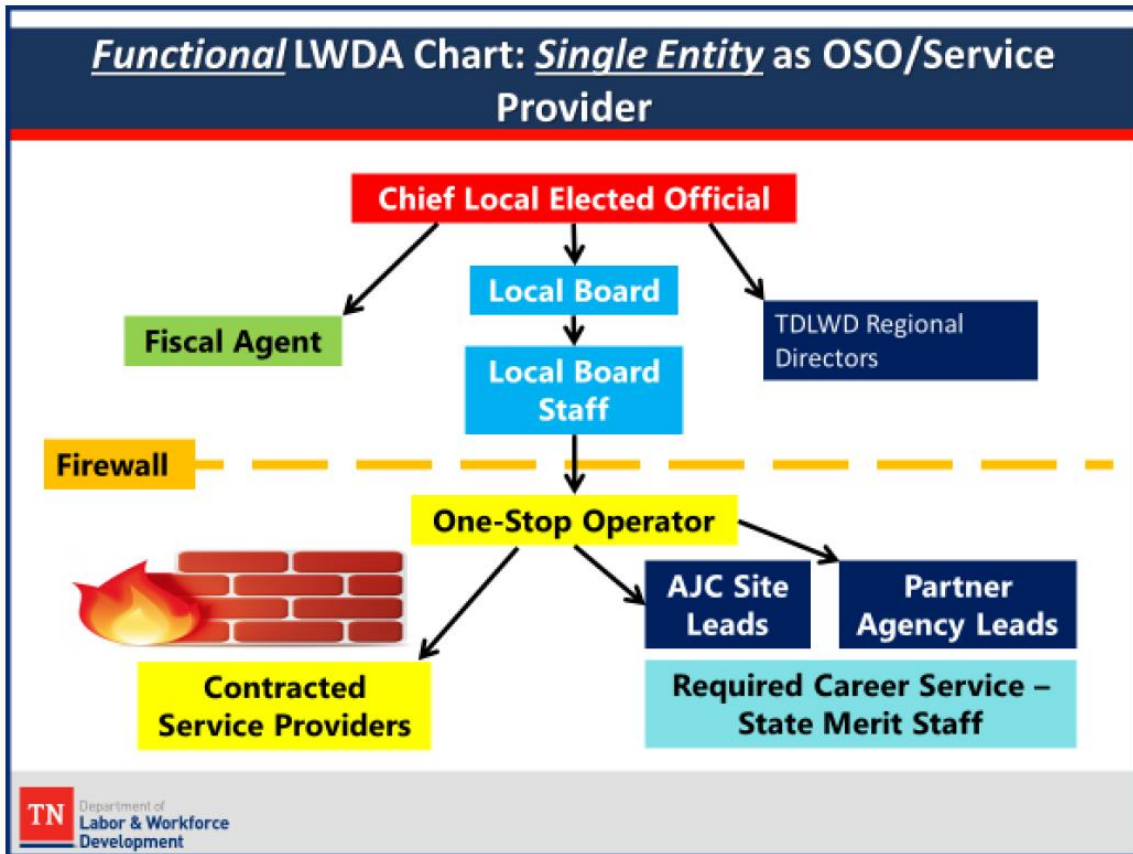 Functional LWDA Chart: Single Entity as OSO/Service
Provider
Chief Local Elected Official
Local Board
Fiscal Agent
TDLWD Regional
Directors
Local Board
Staff
Firewall
One-Stop Operator
AJC Site
Leads
Partner
Agency Leads
Contracted
Service Providers
Required Career Service –
State Merit Staff
TN
Department of
Labor & Workforce
Development